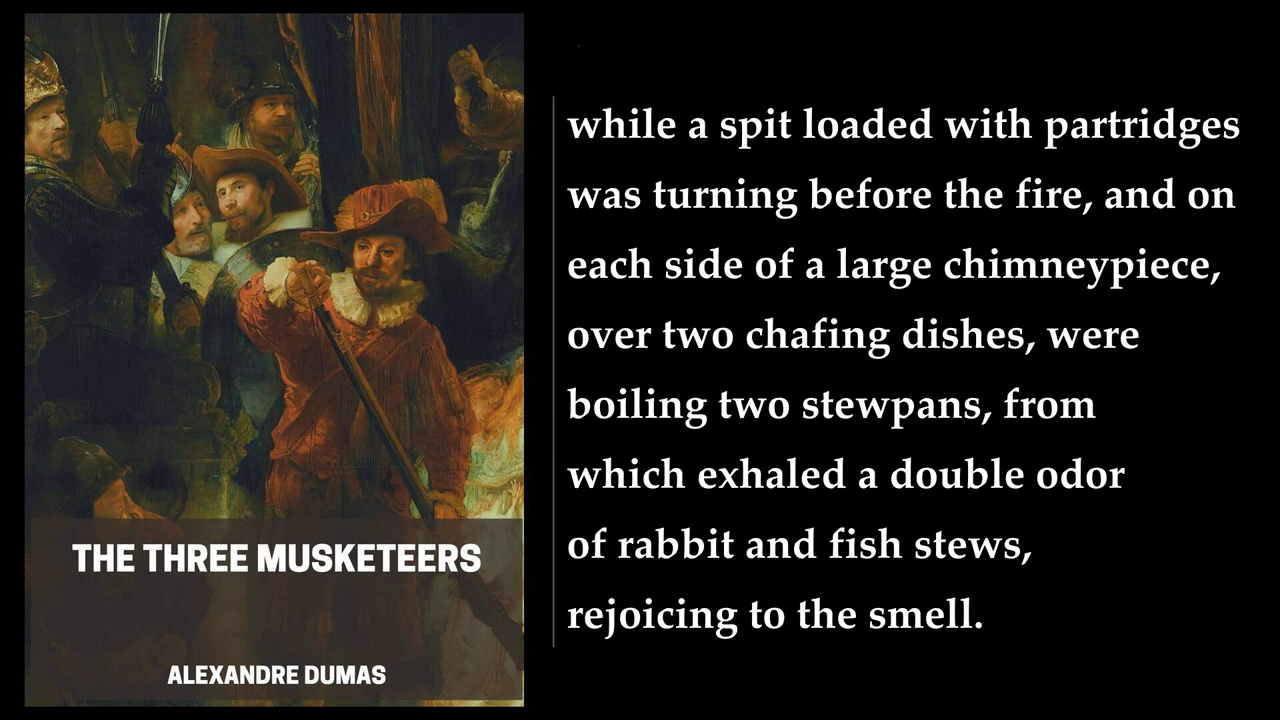 THE THREE MUSKETEERS
ALEXANDRE DUMAS
while a spit loaded with partridges
was turning before the fire, and on
each side of a large chimneypiece,
over two chafing dishes, were
boiling two stewpans, from
which exhaled a double odor
of rabbit and fish stews,
rejoicing to the smell.